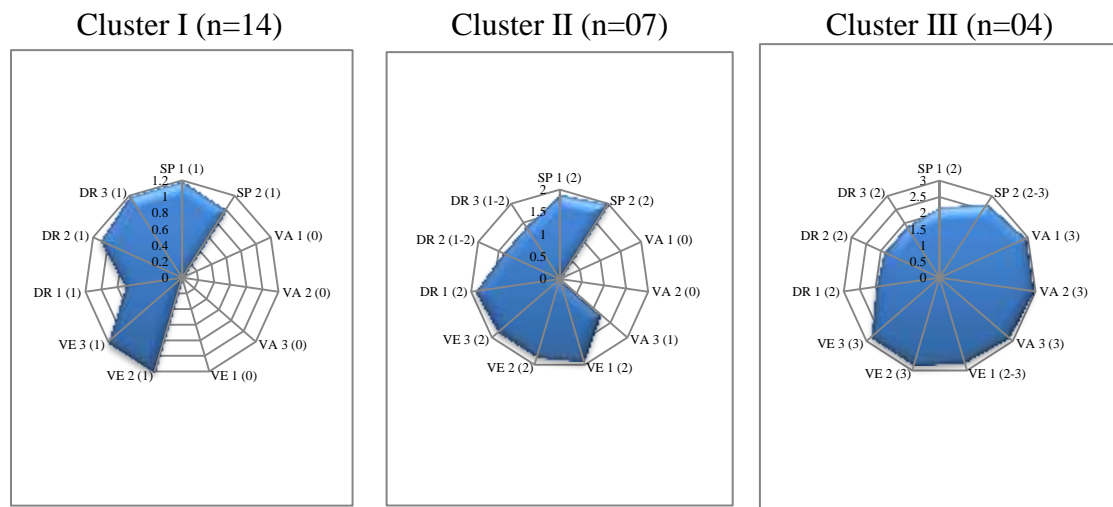 Cluster I (n=14)
SP 1 (1)
SP 2 (1)
VA 1 (0)
VA 2 (0)
VA 3 (0)
VE 1 (0)
VE 2 (1)
VE 3 (1)
DR 1 (1)
DR 2 (1)
DR 3 (1)
1.2
1
0.8
0.6
0.4
0.2
0
Cluster II (n=07)
SP 1 (2)
SP 2 (2)
VA 1 (0)
VA 2 (0)
VA 3 (1)
VE 1 (2)
VE 2 (2)
VE 3 (2)
DR 1 (2)
DR 2 (1-2)
DR 3 (1-2)
2
1.5
1
0.5
0
Cluster III (n=04)
SP 1 (2)
SP 2 (2-3)
VA 1 (3)
VA 2 (3)
VA 3 (3)
VE 1 (2-3)
VE 2 (3)
VE 3 (3)
DR 1 (2)
DR 2 (2)
DR 3 (2)
3
2.5
2
1.5
1
0.5
0